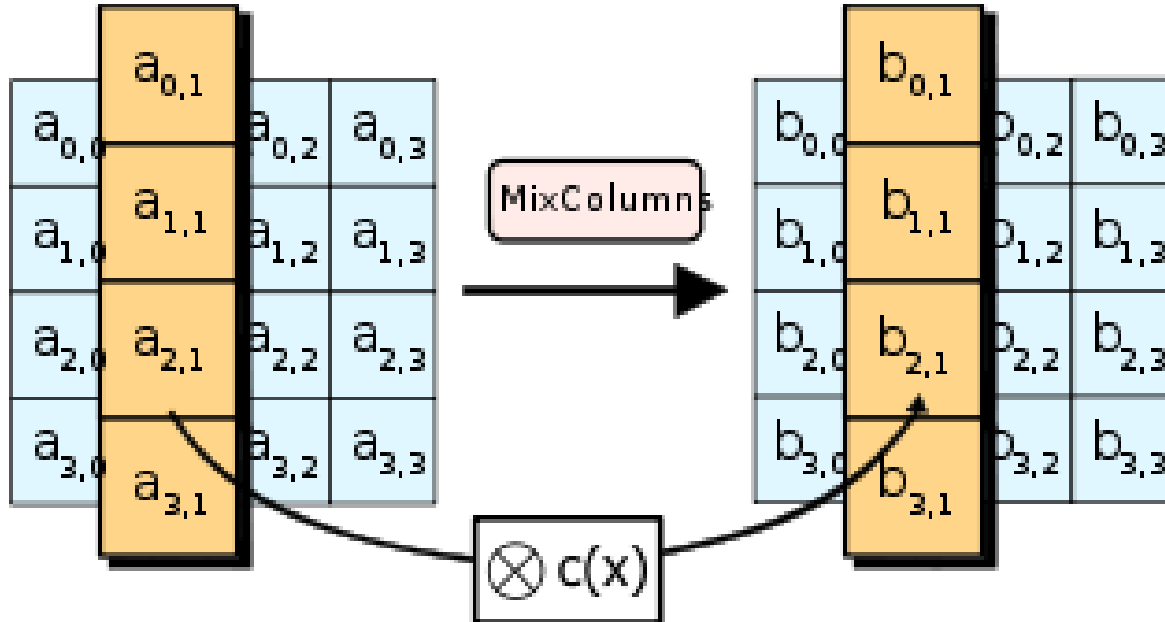 a0,1
a0,0 a0,2 a0,3
a1,1
a1,0 a1,2 a1,3
a2,1
a2,0 a2,2 a2,3
a3,0 a3,2 a3,3
a3,1
MixColumns
b0,1
b0,0 b0,2 b0,3
b1,1
b1,0 b1,2 b1,3
b2,1
b2,0 b2,2 b2,3
b3,0 b3,2 b3,3
b3,1
⊗ c(x)